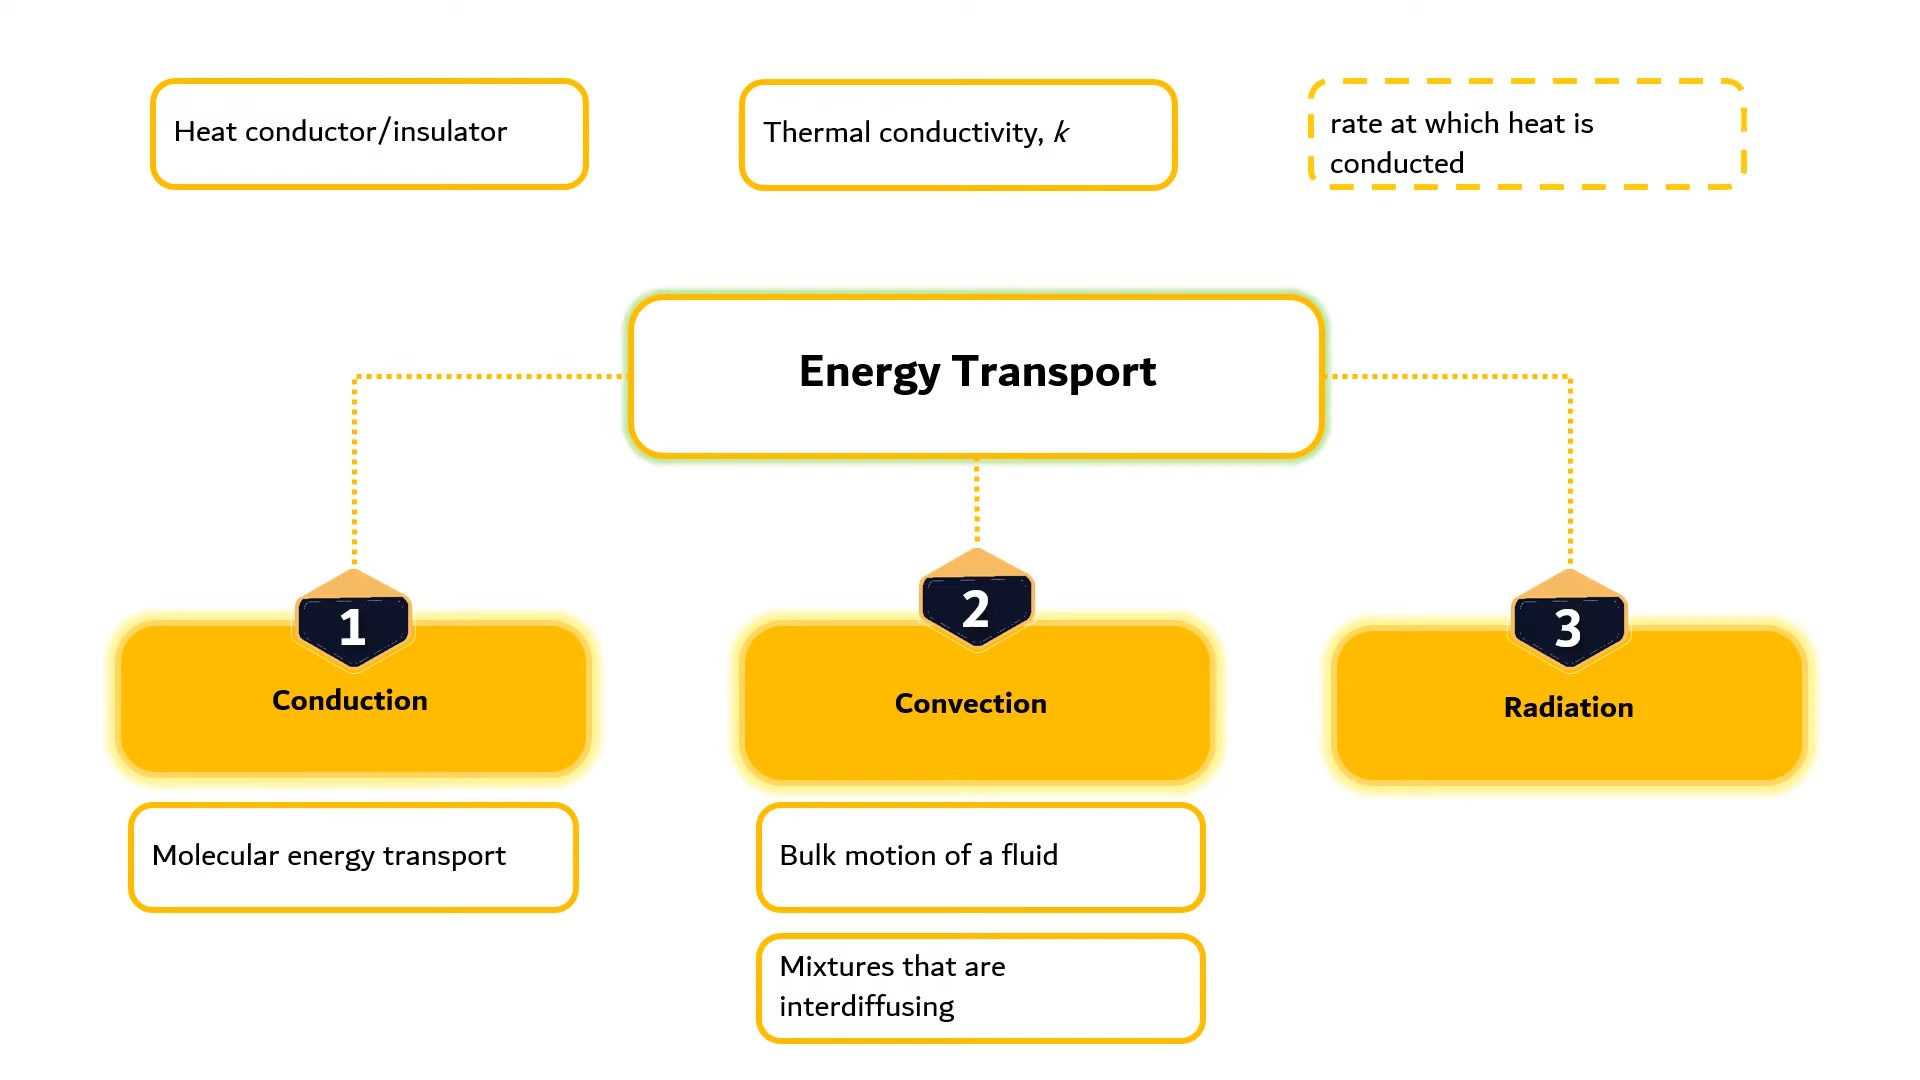 Heat conductor/insulator
Thermal conductivity, k
rate at which heat is
conducted
Energy Transport
1
Conduction
Molecular energy transport
2
Convection
Bulk motion of a fluid
Mixtures that are
interdiffusing
3
Radiation